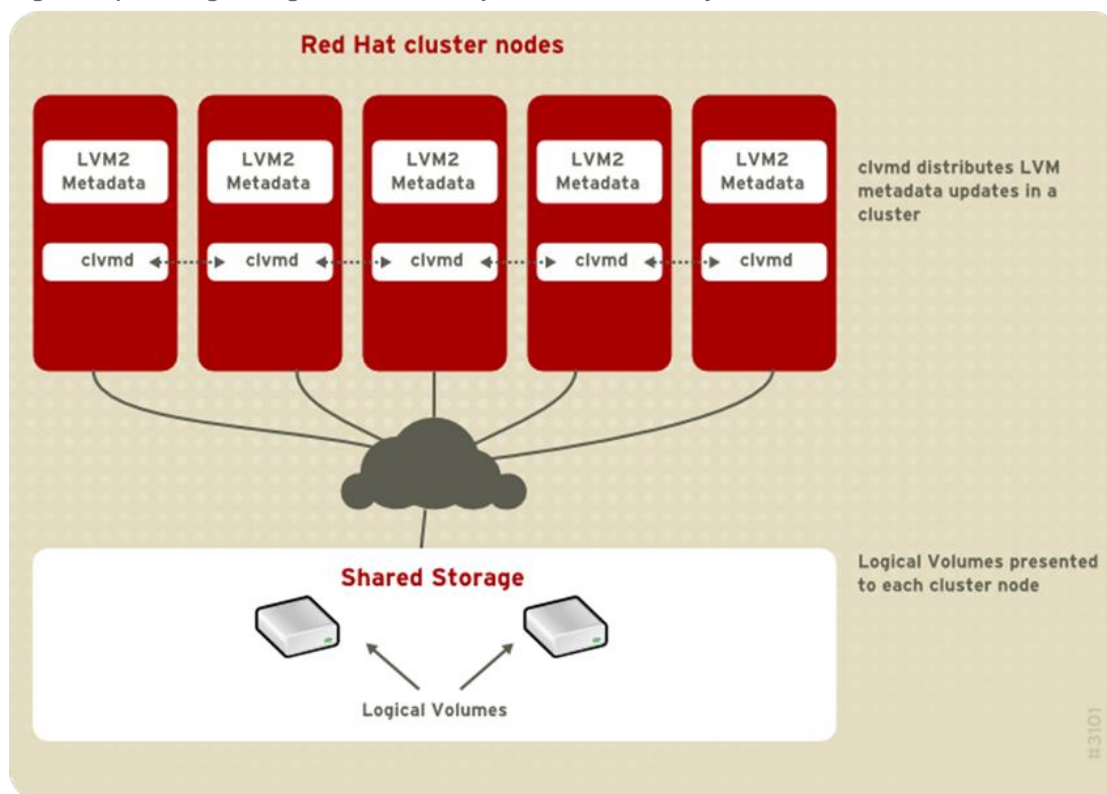 Red Hat cluster nodes
LVM2
Metadata
LVM2
Metadata
LVM2
Metadata
LVM2
Metadata
LVM2
Metadata
clvmd distributes LVM
metadata updates in a
cluster
clvmd
clvmd
clvmd
clvmd
clvmd
Shared Storage
Logical Volumes presented
to each cluster node
Logical Volumes
#3101